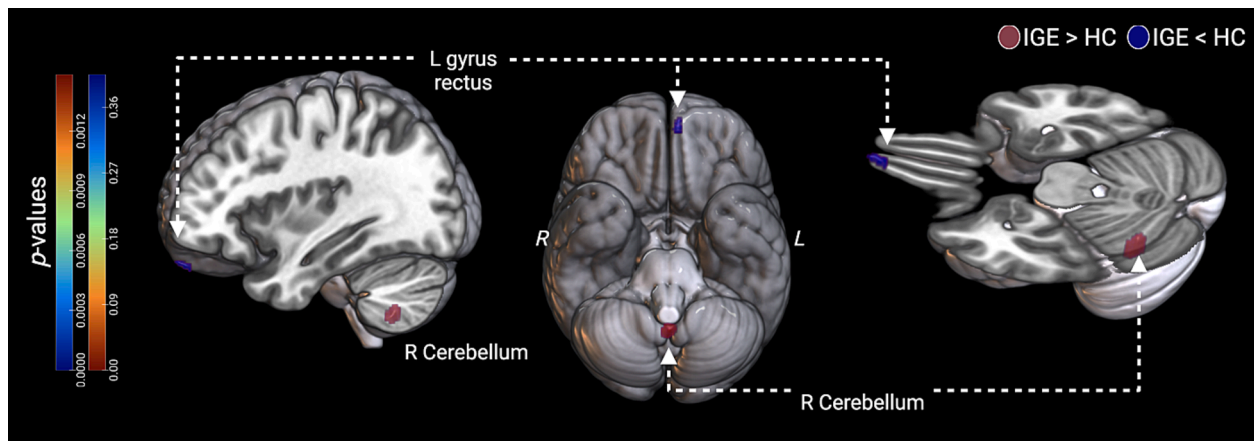 IGE > HC IGE < HC
L gyrus
rectus
p-values
0.0000 0.0003 0.0006 0.0009 0.0012
0.00 0.09 0.18 0.27 0.36
R
L
R Cerebellum
R Cerebellum